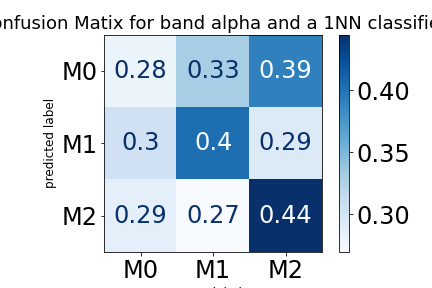 onfusion Matix for band alpha and a 1NN classifie
predicted label
M0 0.28 0.33 0.39
M1 0.3 0.4 0.29
M2 0.29 0.27 0.44
M0 M1 M2
0.40
0.35
0.30